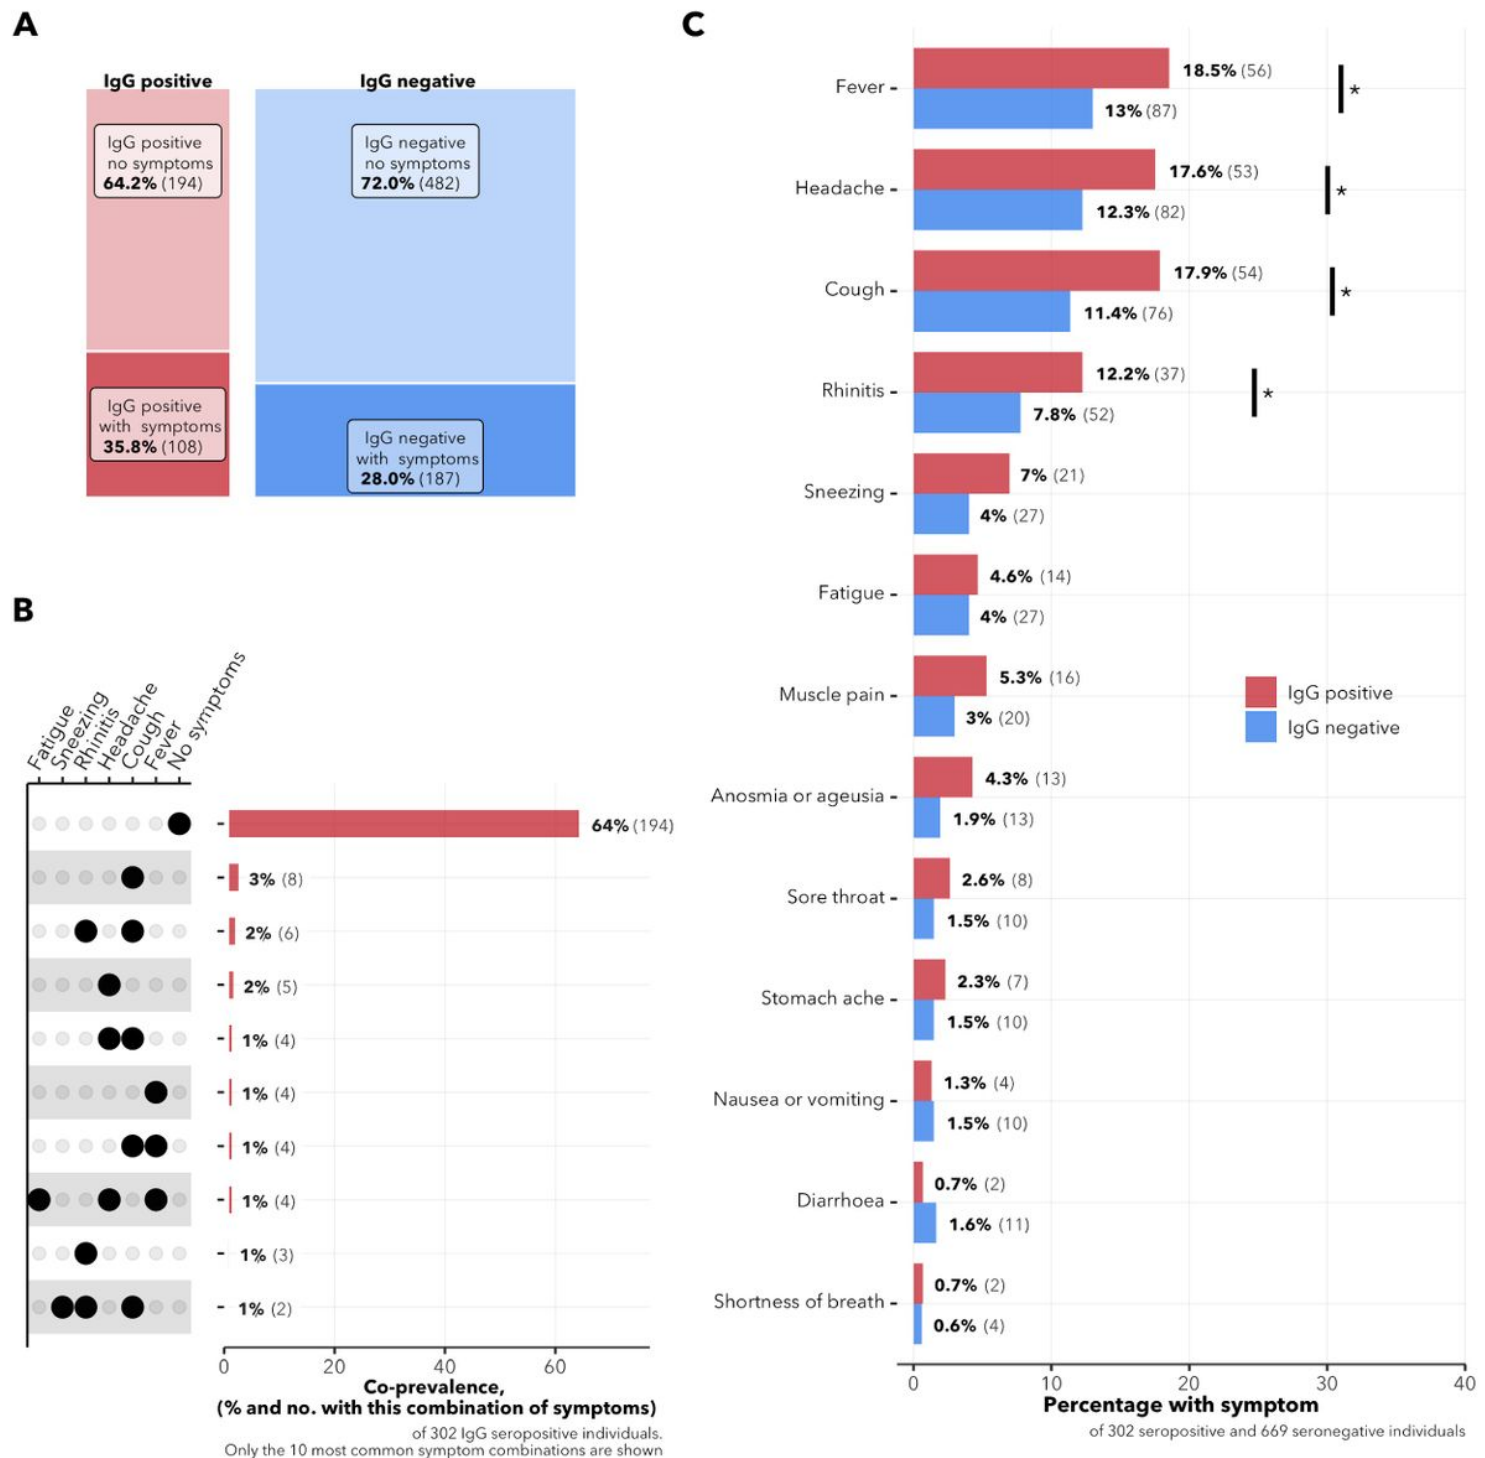 A
IgG positive
IgG negative
IgG positive
no symptoms
64.2% (194)
IgG negative
no symptoms
72.0% (482)
IgG positive
with symptoms
35.8% (108)
IgG negative
with symptoms
28.0% (187)
B
Fatigue
Sneezing
Rhinitis
Headache
Cough
Fever
No symptoms
64% (194)
3% (8)
2% (6)
2% (5)
1% (4)
1% (4)
1% (4)
1% (4)
1% (3)
1% (2)
0
20
40
60
Co-prevalence,
(% and no. with this combination of symptoms)
of 302 IgG seropositive individuals.
Only the 10 most common symptom combinations are shown
C
Fever
18.5% (56)
13% (87)
*
Headache
17.6% (53)
12.3% (82)
*
Cough
17.9% (54)
11.4% (76)
*
Rhinitis
12.2% (37)
7.8% (52)
*
Sneezing
7% (21)
4% (27)
Fatigue
4.6% (14)
4% (27)
Muscle pain
5.3% (16)
3% (20)
IgG positive
IgG negative
Anosmia or ageusia
4.3% (13)
1.9% (13)
Sore throat
2.6% (8)
1.5% (10)
Stomach ache
2.3% (7)
1.5% (10)
Nausea or vomiting
1.3% (4)
1.5% (10)
Diarrhoea
0.7% (2)
1.6% (11)
Shortness of breath
0.7% (2)
0.6% (4)
0
10
20
30
40
Percentage with symptom
of 302 seropositive and 669 seronegative individuals